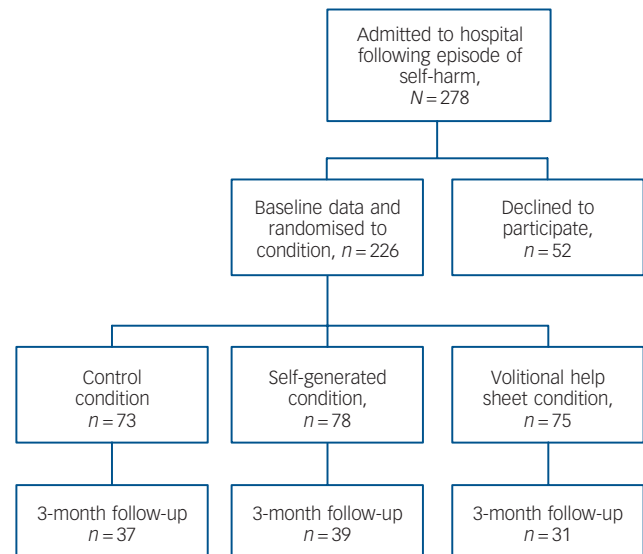 Admitted to hospital
following episode of
self-harm,
N = 278
Baseline data and
randomised to
condition, n = 226
Declined to
participate,
n = 52
Control
condition
n = 73
Self-generated
condition,
n = 78
Volitional help
sheet condition,
n = 75
3-month follow-up
n = 37
3-month follow-up
n = 39
3-month follow-up
n = 31